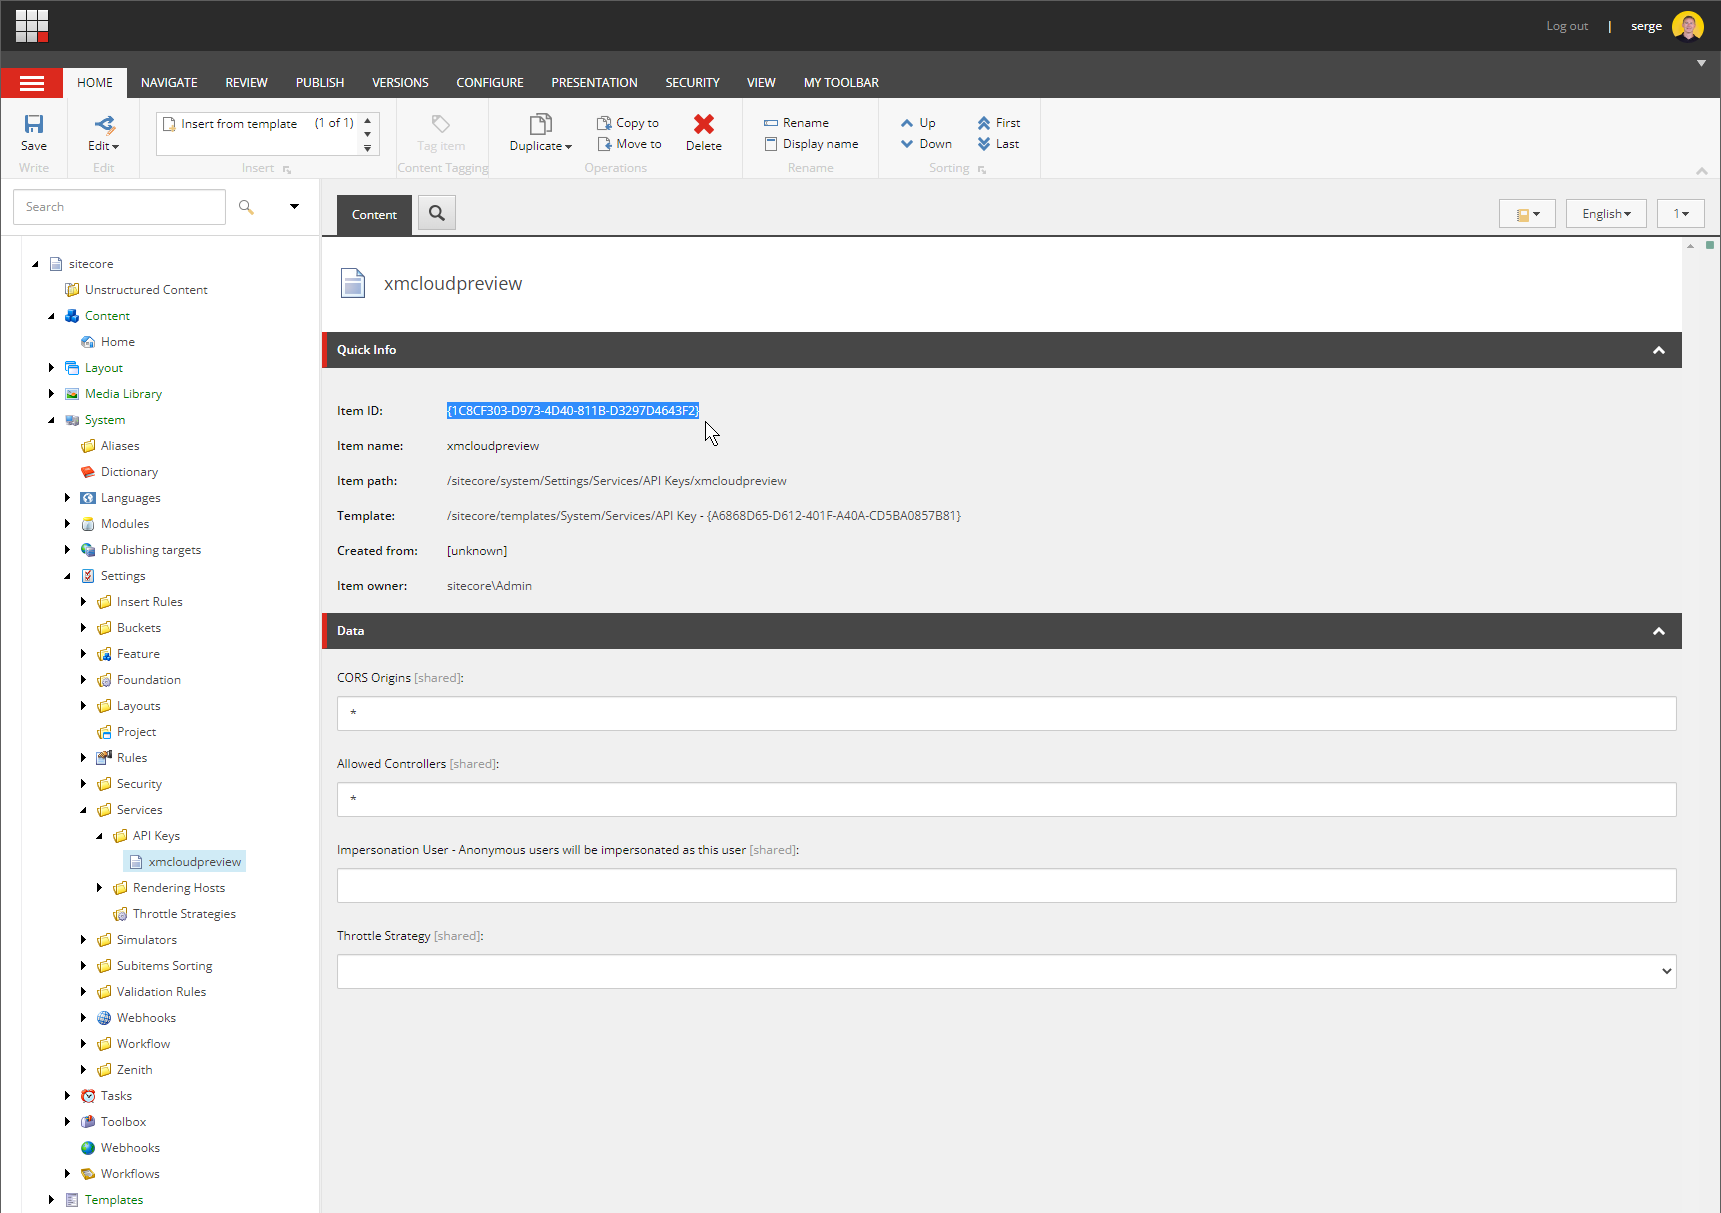 Log out | serge
HOME NAVIGATE REVIEW PUBLISH VERSIONS CONFIGURE PRESENTATION SECURITY VIEW MY TOOLBAR
Save
Write
Edit
Edit
Insert from template (1 of 1)
Insert
Tag item
Content Tagging
Duplicate
Copy to
Move to
Delete
Operations
Rename
Display name
Rename
Up
Down
First
Last
Sorting
Search
sitecore
Unstructured Content
Content
Home
Layout
Media Library
System
Aliases
Dictionary
Languages
Modules
Publishing targets
Settings
Insert Rules
Buckets
Feature
Foundation
Layouts
Project
Rules
Security
Services
API Keys
xmcloudpreview
Rendering Hosts
Throttle Strategies
Simulators
Subitems Sorting
Validation Rules
Webhooks
Workflow
Zenith
Tasks
Toolbox
Webhooks
Workflows
Templates
Content
English
1
xmcloudpreview
Quick Info
Item ID: {1C8CF303-D973-4D40-811B-D3297D4643F2}
Item name: xmcloudpreview
Item path: /sitecore/system/Settings/Services/API Keys/xmcloudpreview
Template: /sitecore/templates/System/Services/API Key - {A6868D65-D612-401F-A40A-CD5BA0857B81}
Created from: [unknown]
Item owner: sitecore\Admin
Data
CORS Origins [shared]:
*
Allowed Controllers [shared]:
*
Impersonation User - Anonymous users will be impersonated as this user [shared]:
Throttle Strategy [shared]: